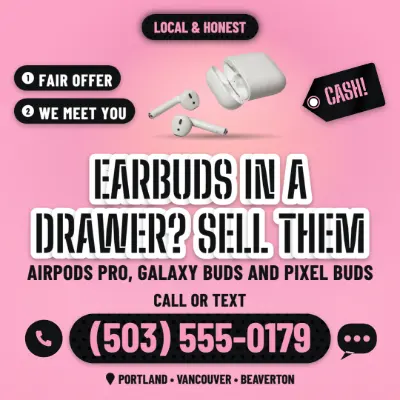 LOCAL & HONEST
1 FAIR OFFER
2 WE MEET YOU
CASH!
EARBUDS IN A
DRAWER? SELL THEM
AIRPODS PRO, GALAXY BUDS AND PIXEL BUDS
CALL OR TEXT
(503) 555-0179
PORTLAND • VANCOUVER • BEAVERTON